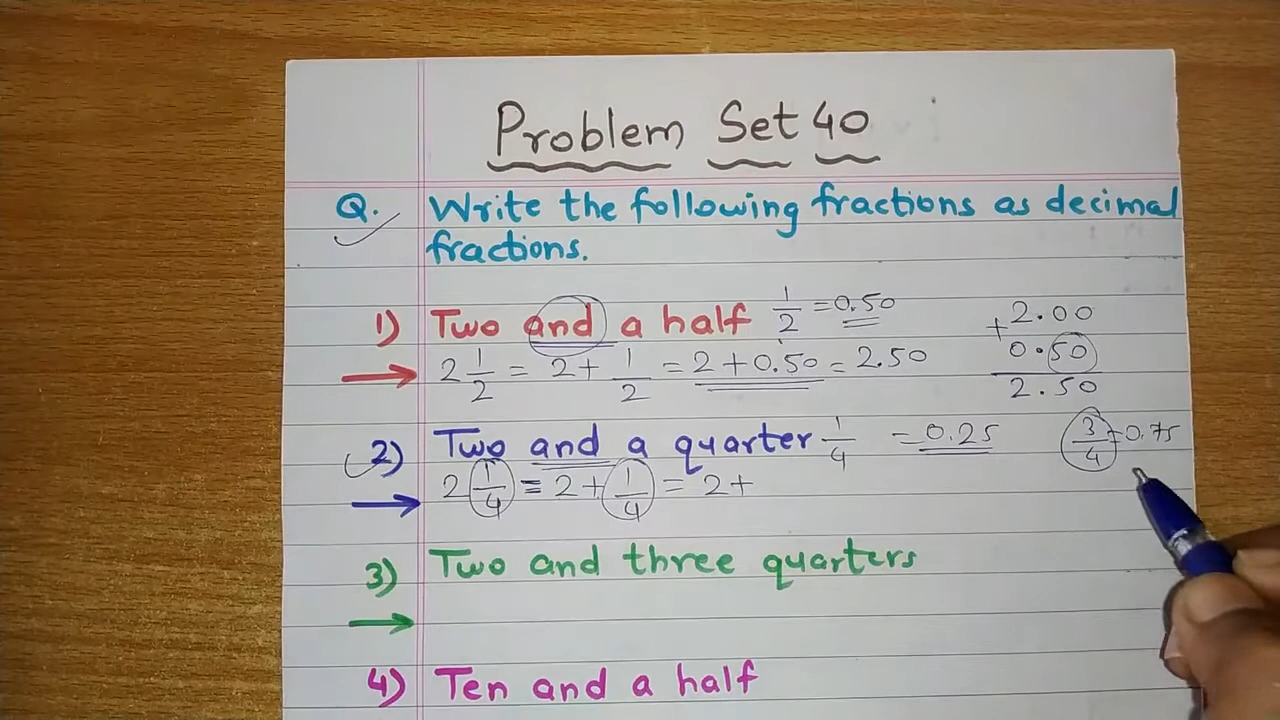 Problem Set 40
Q. Write the following fractions as decimal
fractions.
1) Two and a half 1/2 = 0.50
2 1/2 = 2 + 1/2 = 2 + 0.50 = 2.50
2.00
+ 0.50
2.50
2) Two and a quarter 1/4 = 0.25 3/4 = 0.75
2 1/4 = 2 + 1/4 = 2 +
3) Two and three quarters
4) Ten and a half